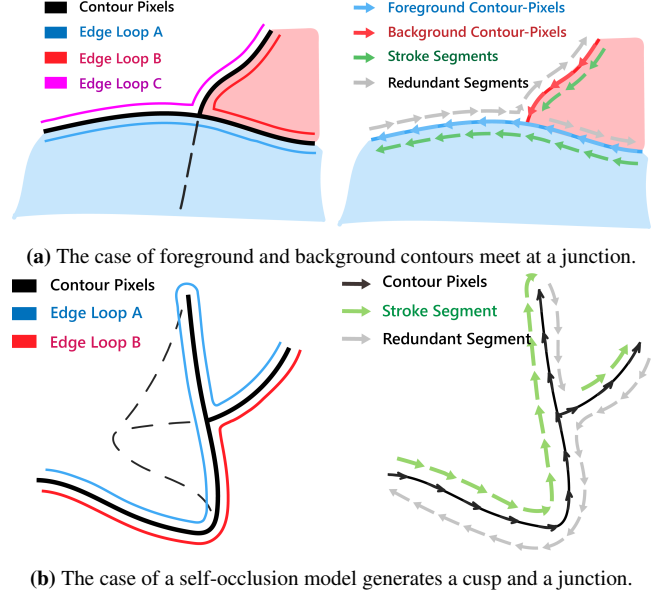 Contour Pixels
Edge Loop A
Edge Loop B
Edge Loop C
Foreground Contour-Pixels
Background Contour-Pixels
Stroke Segments
Redundant Segments
(a) The case of foreground and background contours meet at a junction.
Contour Pixels
Edge Loop A
Edge Loop B
Contour Pixels
Stroke Segment
Redundant Segment
(b) The case of a self-occlusion model generates a cusp and a junction.